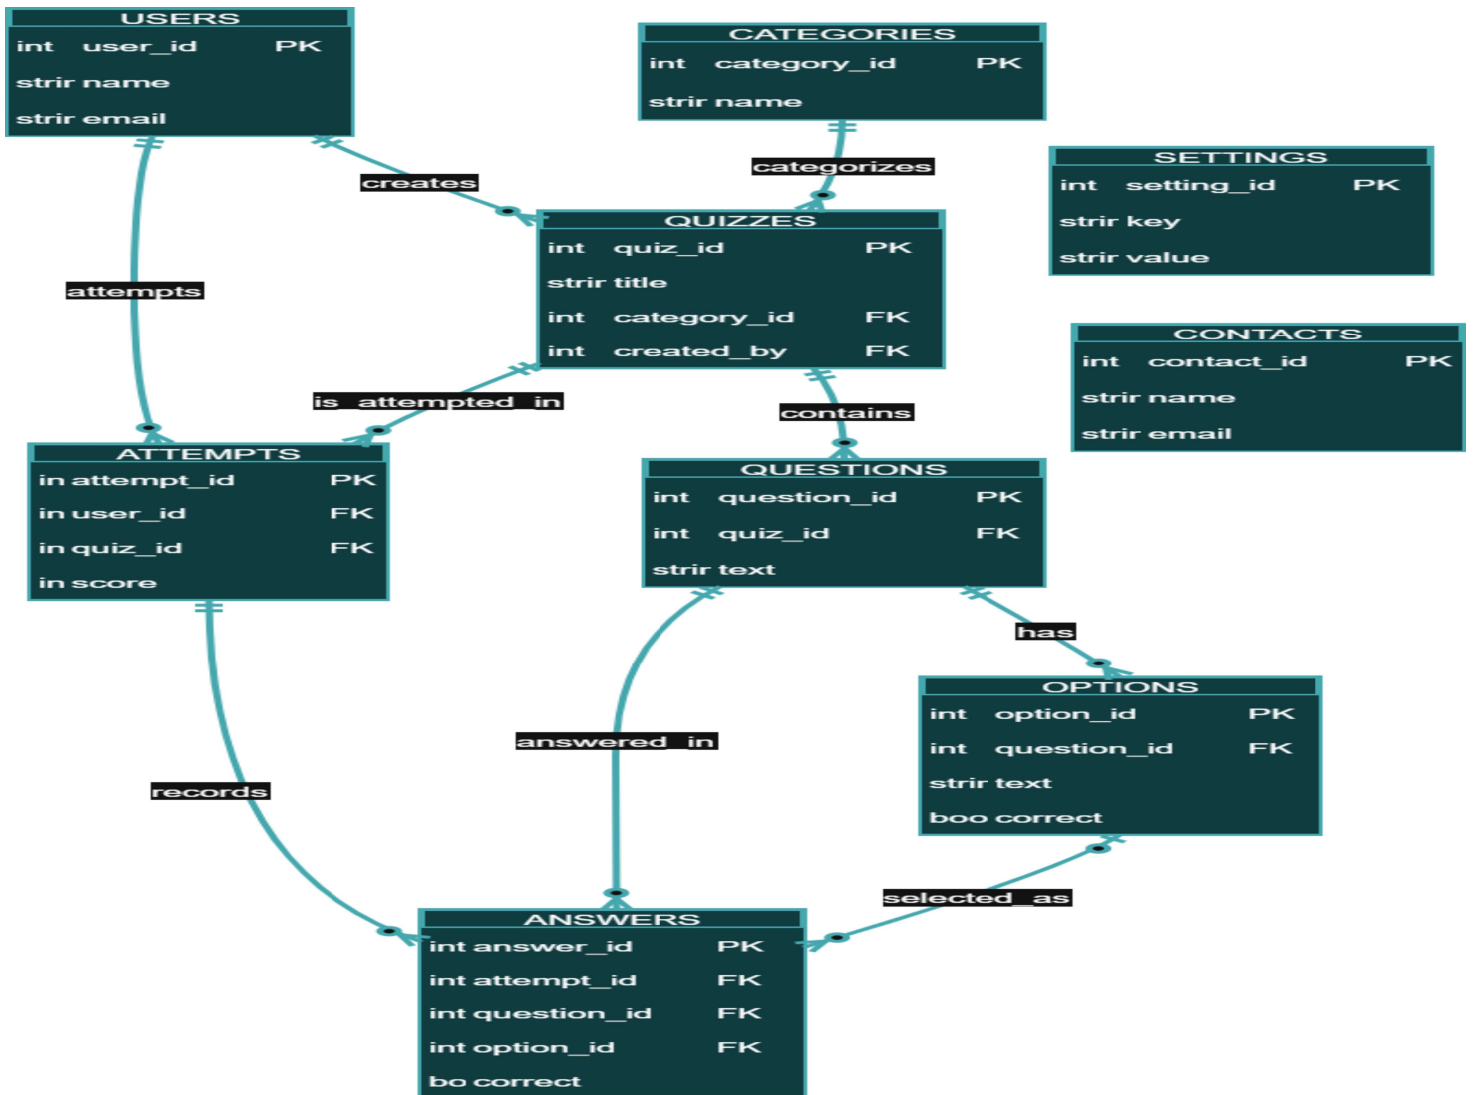 USERS
int user_id PK
strir name
strir email
CATEGORIES
int category_id PK
strir name
SETTINGS
int setting_id PK
strir key
strir value
creates
categorizes
QUIZZES
int quiz_id PK
strir title
int category_id FK
int created_by FK
attempts
CONTACTS
int contact_id PK
strir name
strir email
is_attempted_in
contains
ATTEMPTS
in attempt_id PK
in user_id FK
in quiz_id FK
in score
QUESTIONS
int question_id PK
int quiz_id FK
strir text
has
OPTIONS
int option_id PK
int question_id FK
strir text
boo correct
answered_in
records
selected_as
ANSWERS
int answer_id PK
int attempt_id FK
int question_id FK
int option_id FK
bo correct